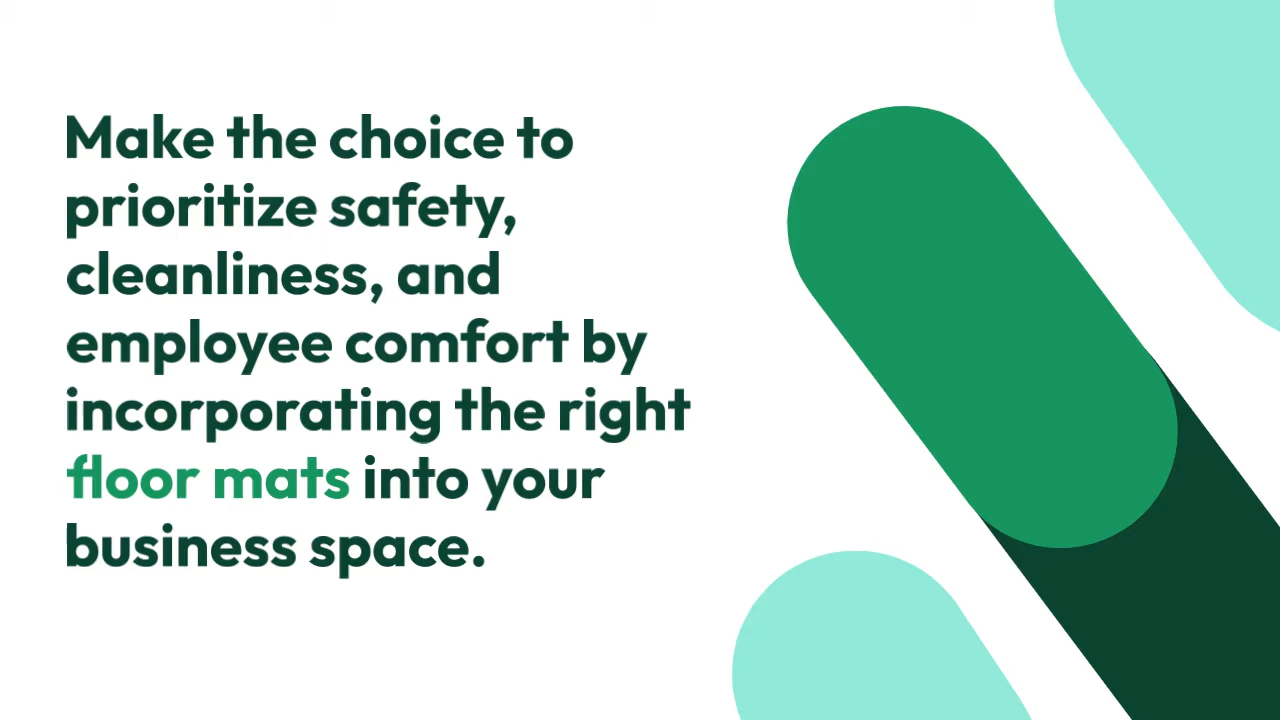 Make the choice to
prioritize safety,
cleanliness, and
employee comfort by
incorporating the right
floor mats into your
business space.